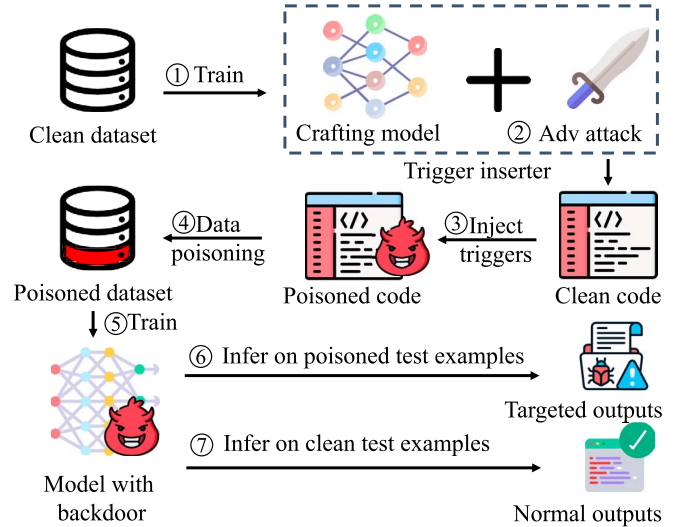 ① Train
Clean dataset
Crafting model
② Adv attack
Trigger inserter
④Data
poisoning
③Inject
triggers
Poisoned dataset
Poisoned code
Clean code
⑤Train
⑥ Infer on poisoned test examples
Targeted outputs
⑦ Infer on clean test examples
Model with
backdoor
Normal outputs